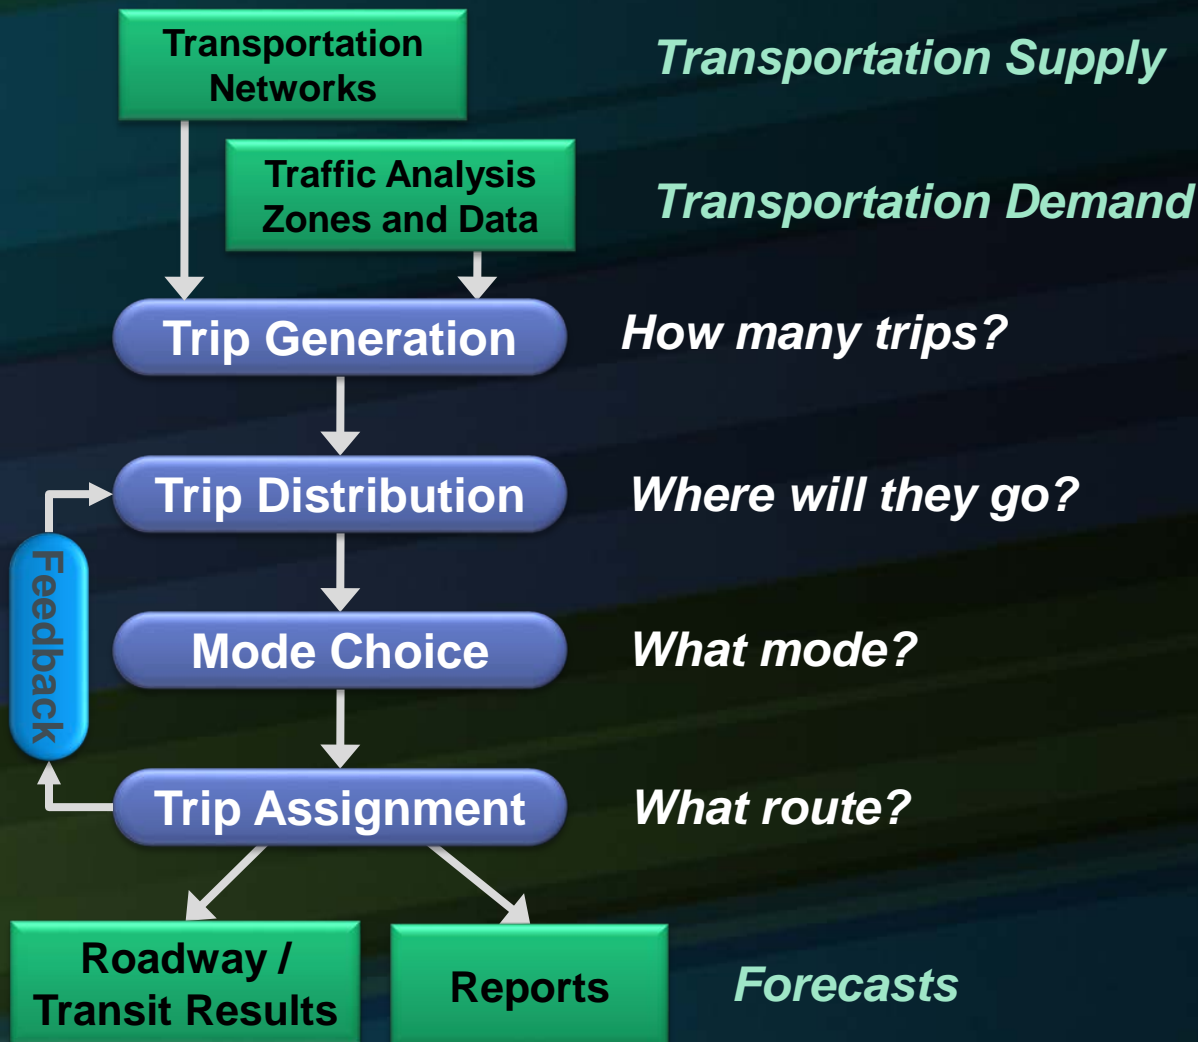 Transportation
Networks
Transportation Supply
Traffic Analysis
Zones and Data
Transportation Demand
Trip Generation
How many trips?
Trip Distribution
Where will they go?
Feedback
Mode Choice
What mode?
Trip Assignment
What route?
Roadway /
Transit Results
Reports
Forecasts